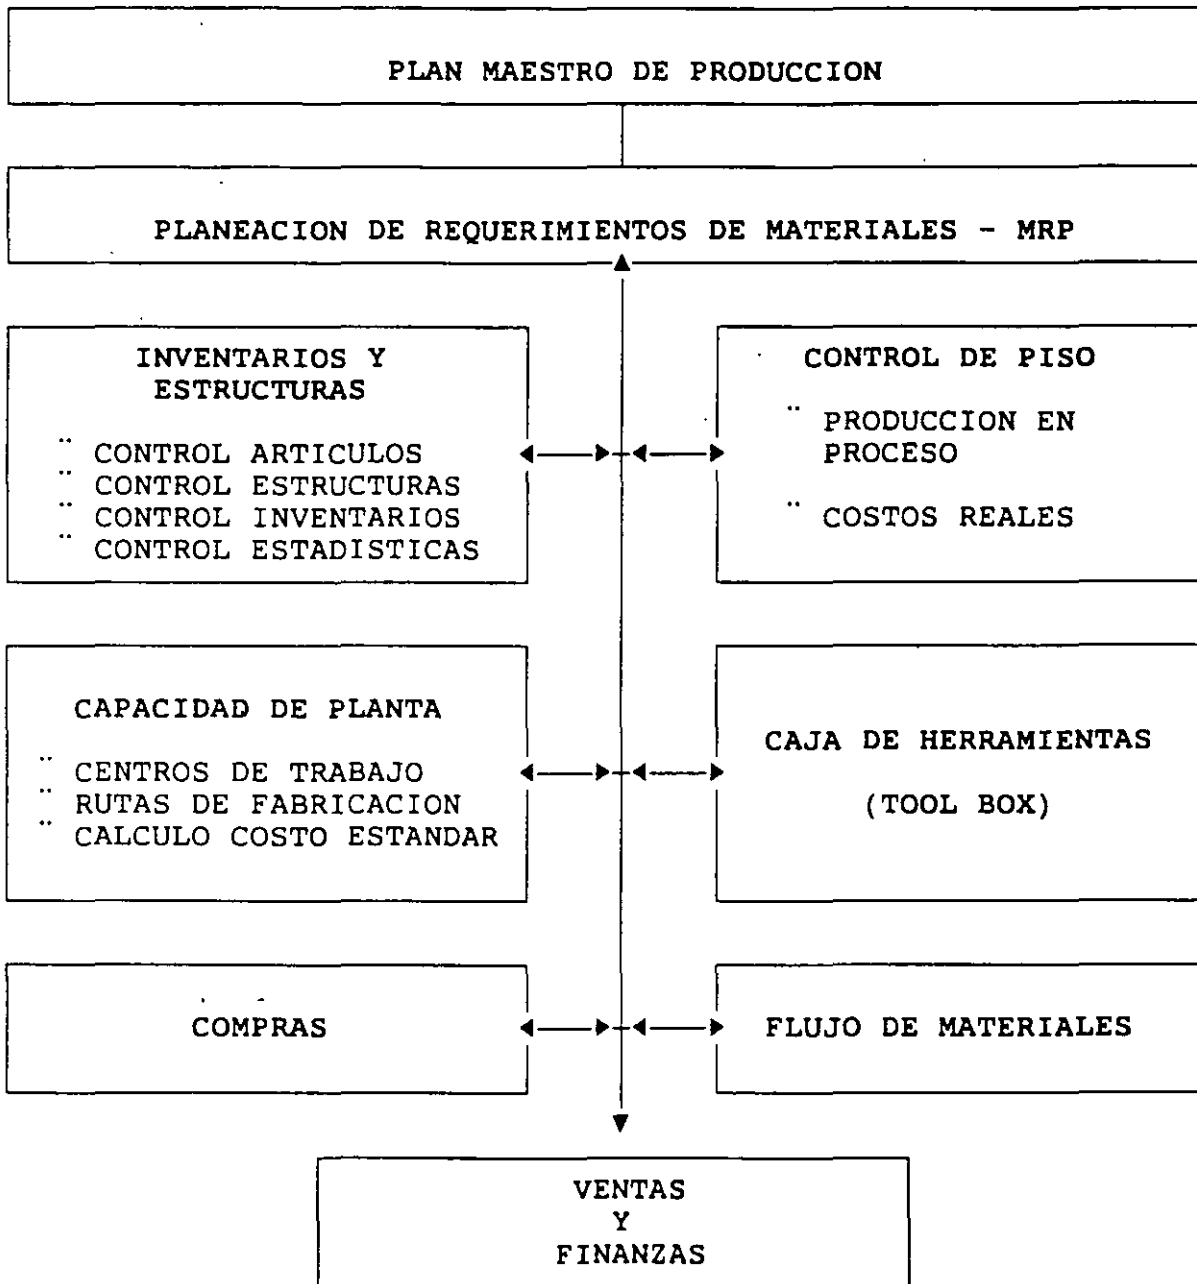 PLAN MAESTRO DE PRODUCCION
PLANEACION DE REQUERIMIENTOS DE MATERIALES - MRP
INVENTARIOS Y
ESTRUCTURAS
¨ CONTROL ARTICULOS
¨ CONTROL ESTRUCTURAS
¨ CONTROL INVENTARIOS
¨ CONTROL ESTADISTICAS
CONTROL DE PISO
¨ PRODUCCION EN
PROCESO
¨ COSTOS REALES
CAPACIDAD DE PLANTA
¨ CENTROS DE TRABAJO
¨ RUTAS DE FABRICACION
¨ CALCULO COSTO ESTANDAR
CAJA DE HERRAMIENTAS
(TOOL BOX)
COMPRAS
FLUJO DE MATERIALES
VENTAS
Y
FINANZAS